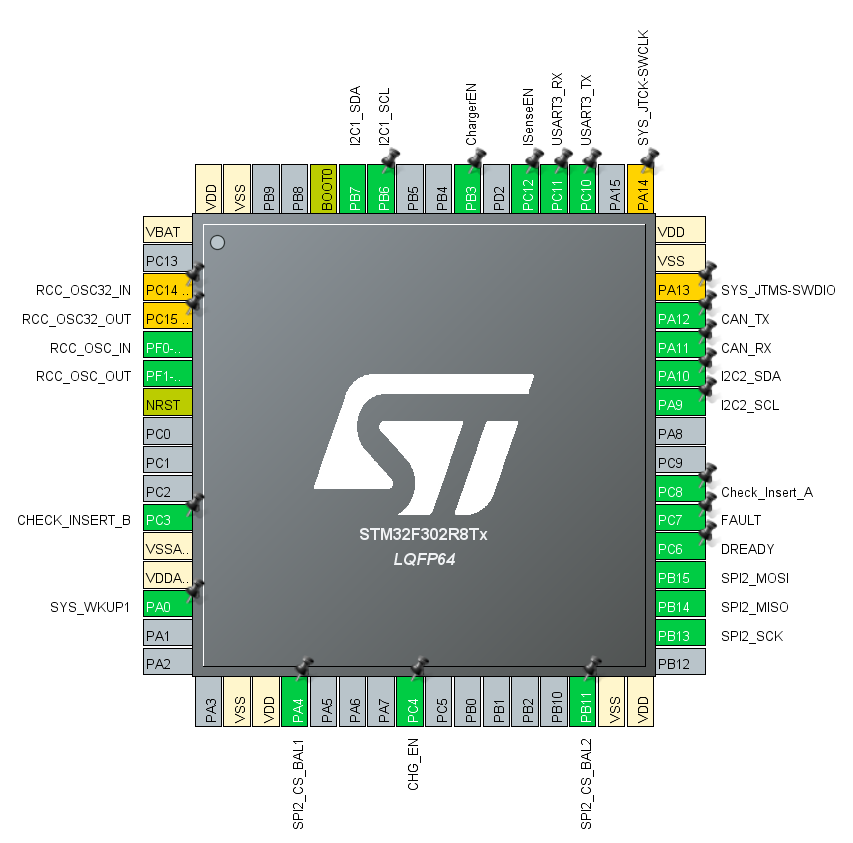 I2C1_SDA
I2C1_SCL
ChargerEN
ISenseEN
USART3_RX
USART3_TX
SYS_JTCK-SWCLK
VDD
VSS
PB9
PB8
BOOT0
PB7
PB6
PB5
PB4
PB3
PD2
PC12
PC11
PC10
PA15
PA14
VBAT
PC13
RCC_OSC32_IN PC14 ..
RCC_OSC32_OUT PC15 ..
RCC_OSC_IN PF0-..
RCC_OSC_OUT PF1-..
NRST
PC0
PC1
PC2
CHECK_INSERT_B PC3
VSSA..
VDDA..
SYS_WKUP1 PA0
PA1
PA2
ST
STM32F302R8Tx
LQFP64
VDD
VSS
PA13 SYS_JTMS-SWDIO
PA12 CAN_TX
PA11 CAN_RX
PA10 I2C2_SDA
PA9 I2C2_SCL
PA8
PC9
PC8 Check_Insert_A
PC7 FAULT
PC6 DREADY
PB15 SPI2_MOSI
PB14 SPI2_MISO
PB13 SPI2_SCK
PB12
PA3
VSS
VDD
PA4
PA5
PA6
PA7
PC4
PC5
PB0
PB1
PB2
PB10
PB11
VSS
VDD
SPI2_CS_BAL1
CHG_EN
SPI2_CS_BAL2